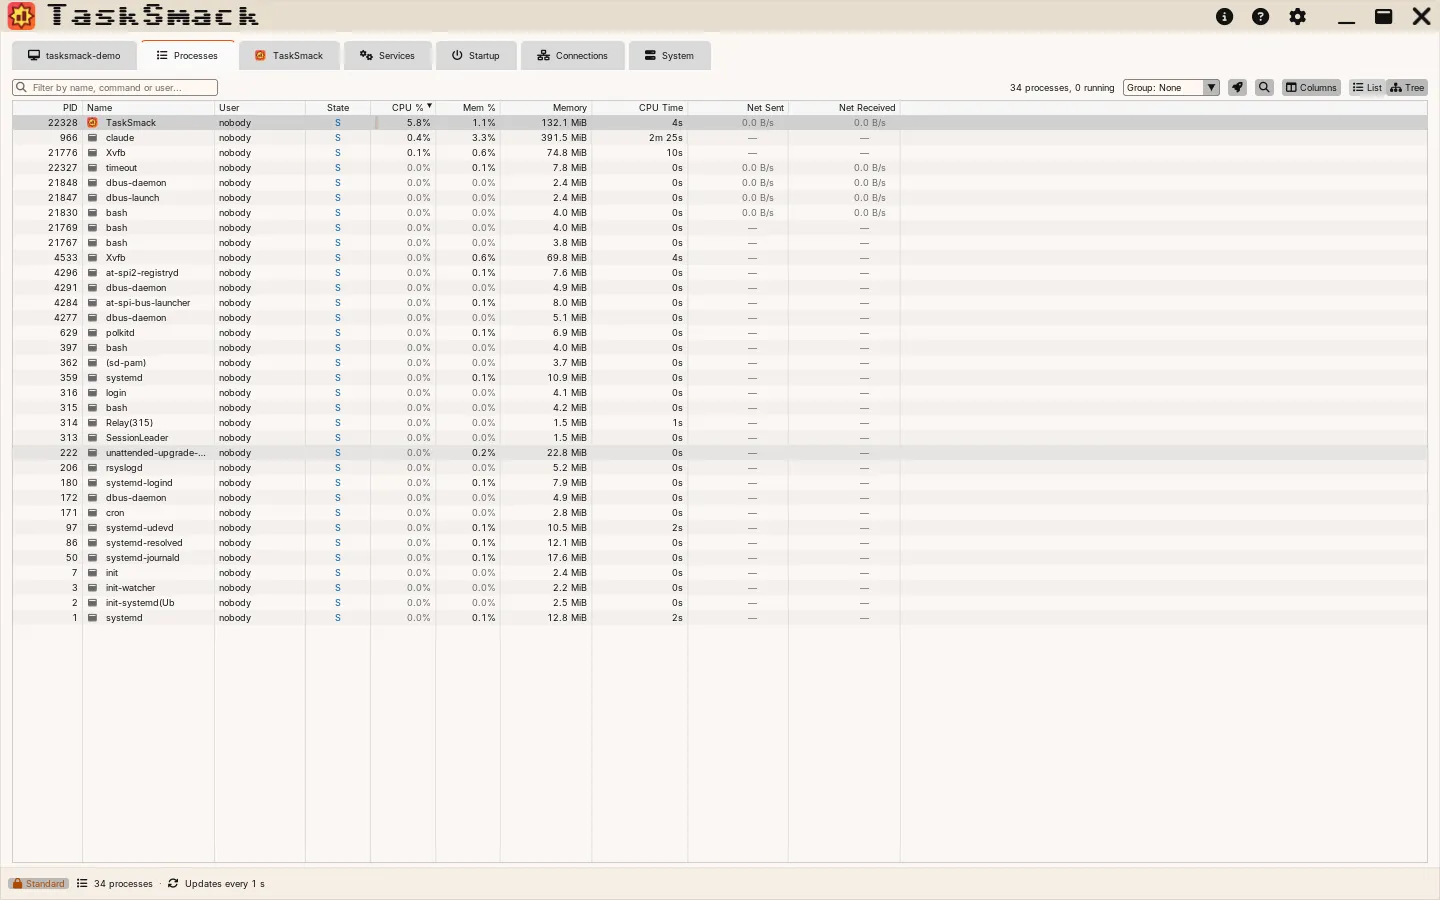 TaskSmack
tasksmack-demo Processes TaskSmack Services Startup Connections System
Filter by name, command or user... 34 processes, 0 running Group: None Columns List Tree
PID Name User State CPU % Mem % Memory CPU Time Net Sent Net Received
22328 TaskSmack nobody S 5.8% 1.1% 132.1 MiB 4s 0.0 B/s 0.0 B/s
966 claude nobody S 0.4% 3.3% 391.5 MiB 2m 25s — —
21776 Xvfb nobody S 0.1% 0.6% 74.8 MiB 10s — —
22327 timeout nobody S 0.0% 0.1% 7.8 MiB 0s 0.0 B/s 0.0 B/s
21848 dbus-daemon nobody S 0.0% 0.0% 2.4 MiB 0s 0.0 B/s 0.0 B/s
21847 dbus-launch nobody S 0.0% 0.0% 2.4 MiB 0s 0.0 B/s 0.0 B/s
21830 bash nobody S 0.0% 0.0% 4.0 MiB 0s 0.0 B/s 0.0 B/s
21769 bash nobody S 0.0% 0.0% 4.0 MiB 0s — —
21767 bash nobody S 0.0% 0.0% 3.8 MiB 0s — —
4533 Xvfb nobody S 0.0% 0.6% 69.8 MiB 4s — —
4296 at-spi2-registryd nobody S 0.0% 0.1% 7.6 MiB 0s — —
4291 dbus-daemon nobody S 0.0% 0.0% 4.9 MiB 0s — —
4284 at-spi-bus-launcher nobody S 0.0% 0.1% 8.0 MiB 0s — —
4277 dbus-daemon nobody S 0.0% 0.0% 5.1 MiB 0s — —
629 polkitd nobody S 0.0% 0.1% 6.9 MiB 0s — —
397 bash nobody S 0.0% 0.0% 4.0 MiB 0s — —
362 (sd-pam) nobody S 0.0% 0.0% 3.7 MiB 0s — —
359 systemd nobody S 0.0% 0.1% 10.9 MiB 0s — —
316 login nobody S 0.0% 0.0% 4.1 MiB 0s — —
315 bash nobody S 0.0% 0.0% 4.2 MiB 0s — —
314 Relay(315) nobody S 0.0% 0.0% 1.5 MiB 1s — —
313 SessionLeader nobody S 0.0% 0.0% 1.5 MiB 0s — —
222 unattended-upgrade-... nobody S 0.0% 0.2% 22.8 MiB 0s — —
206 rsyslogd nobody S 0.0% 0.0% 5.2 MiB 0s — —
180 systemd-logind nobody S 0.0% 0.1% 7.9 MiB 0s — —
172 dbus-daemon nobody S 0.0% 0.0% 4.9 MiB 0s — —
171 cron nobody S 0.0% 0.0% 2.8 MiB 0s — —
97 systemd-udevd nobody S 0.0% 0.1% 10.5 MiB 2s — —
86 systemd-resolved nobody S 0.0% 0.1% 12.1 MiB 0s — —
50 systemd-journald nobody S 0.0% 0.1% 17.6 MiB 0s — —
7 init nobody S 0.0% 0.0% 2.4 MiB 0s — —
3 init-watcher nobody S 0.0% 0.0% 2.2 MiB 0s — —
2 init-systemd(Ub nobody S 0.0% 0.0% 2.5 MiB 0s — —
1 systemd nobody S 0.0% 0.1% 12.8 MiB 2s — —
Standard 34 processes · Updates every 1 s